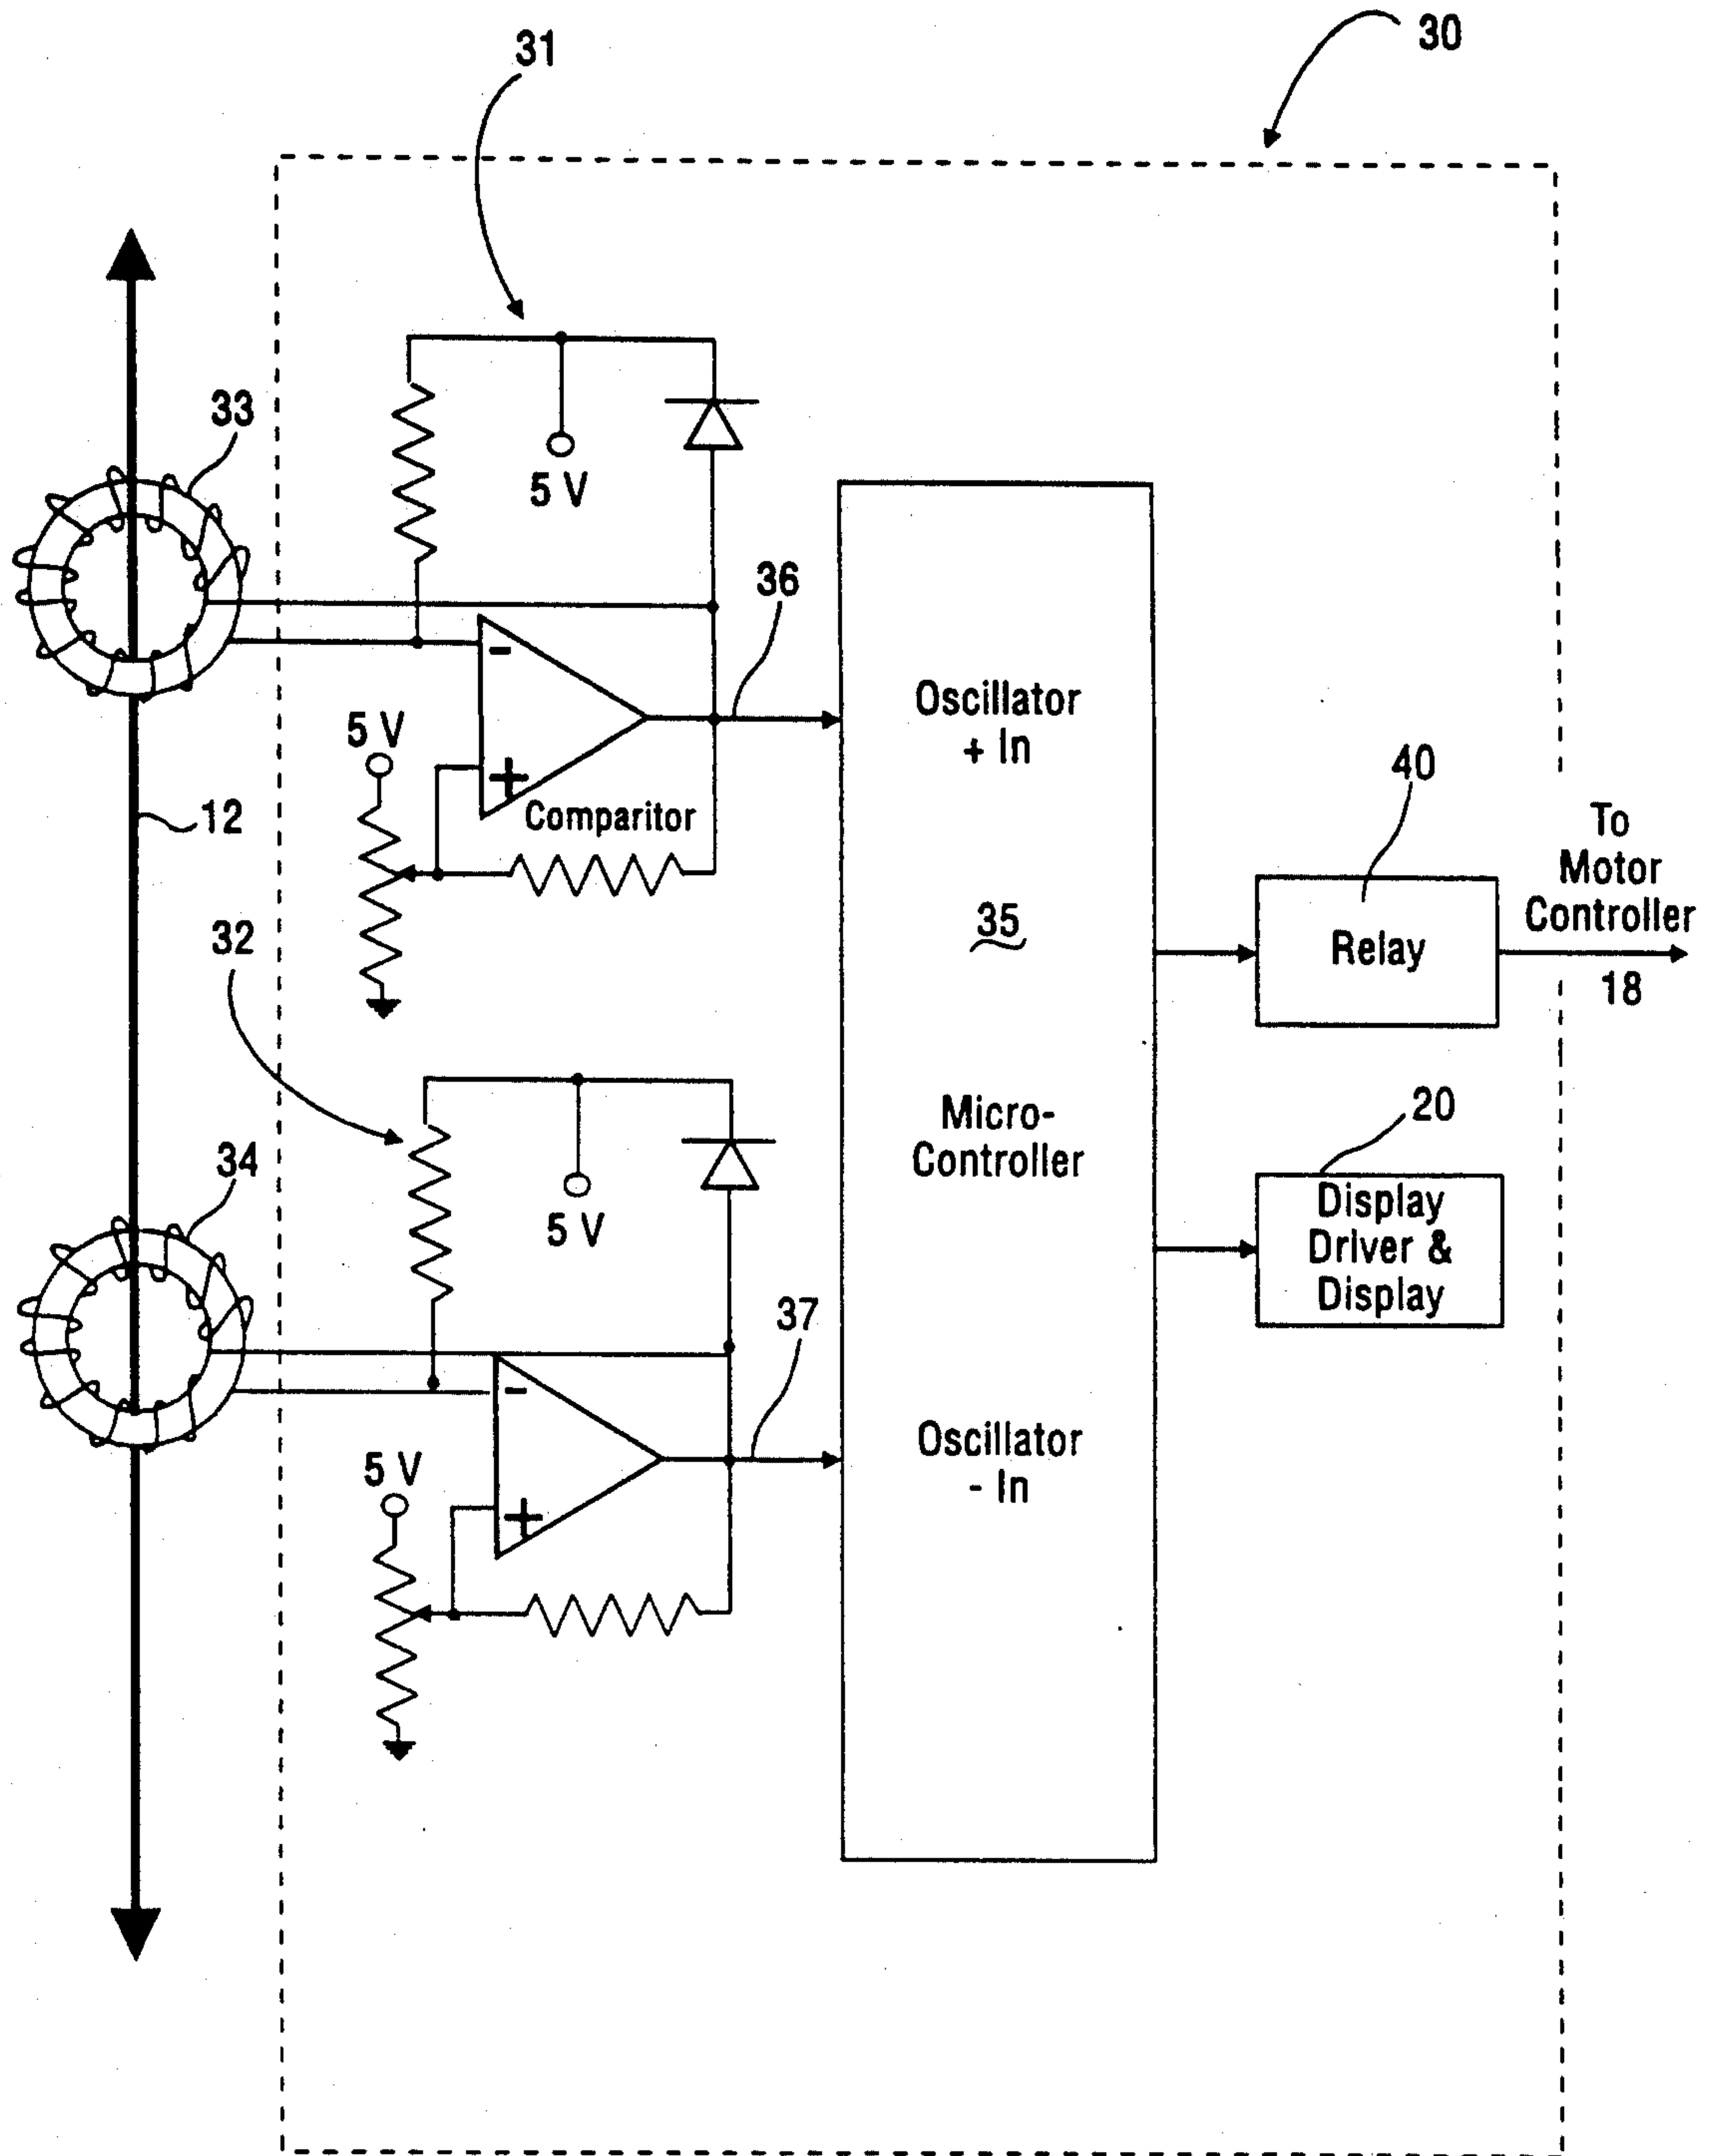 30
31
33
5 V
36
5 V
-
+
Comparitor
Oscillator
+ In
12
40
To
Motor
Controller
18
Relay
35
32
Micro-
Controller
20
Display
Driver &
Display
34
5 V
37
-
+
5 V
Oscillator
- In